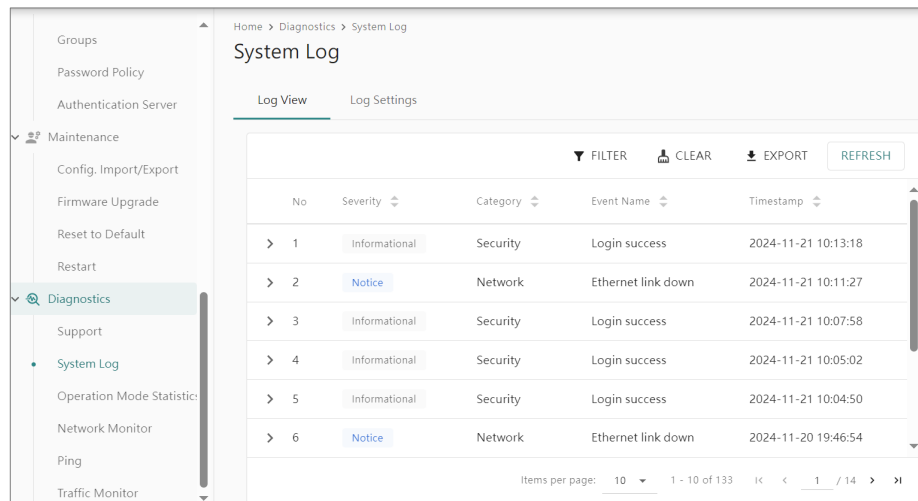 Groups
Password Policy
Authentication Server
Maintenance
Config. Import/Export
Firmware Upgrade
Reset to Default
Restart
Diagnostics
Support
System Log
Operation Mode Statistics
Network Monitor
Ping
Traffic Monitor
Home > Diagnostics > System Log
System Log
Log View Log Settings
FILTER CLEAR EXPORT REFRESH
No Severity Category Event Name Timestamp
1 Informational Security Login success 2024-11-21 10:13:18
2 Notice Network Ethernet link down 2024-11-21 10:11:27
3 Informational Security Login success 2024-11-21 10:07:58
4 Informational Security Login success 2024-11-21 10:05:02
5 Informational Security Login success 2024-11-21 10:04:50
6 Notice Network Ethernet link down 2024-11-20 19:46:54
Items per page: 10 1 - 10 of 133 1 / 14